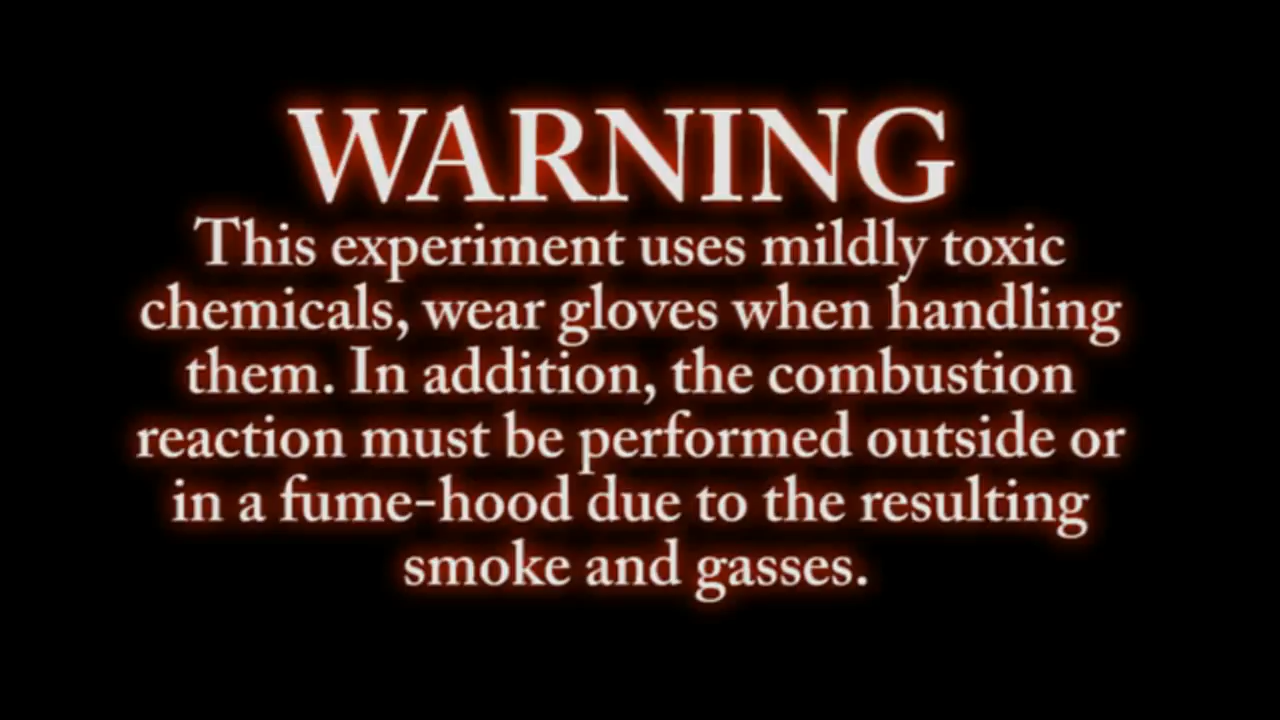 WARNING
This experiment uses mildly toxic
chemicals, wear gloves when handling
them. In addition, the combustion
reaction must be performed outside or
in a fume-hood due to the resulting
smoke and gasses.